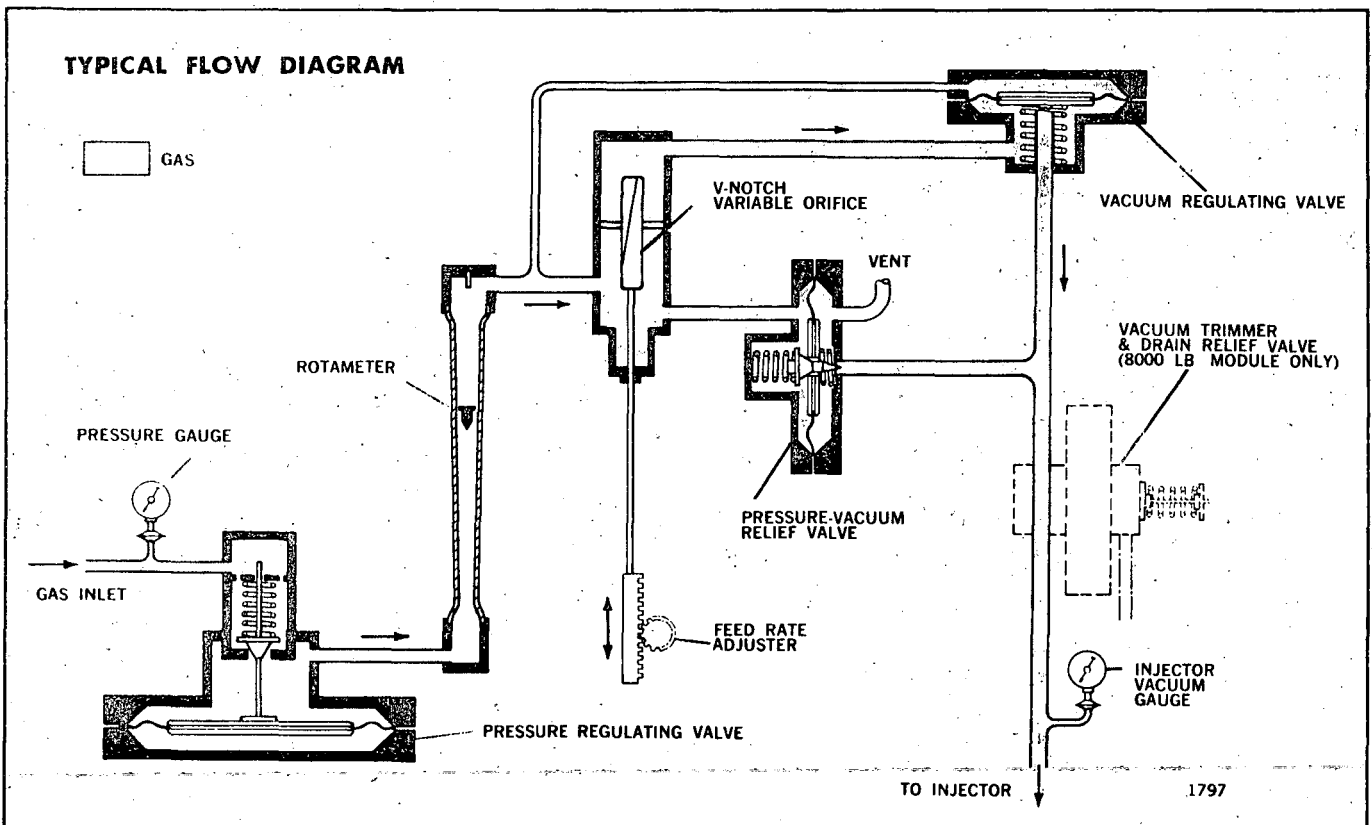 TYPICAL FLOW DIAGRAM
GAS
V-NOTCH
VARIABLE ORIFICE
VACUUM REGULATING VALVE
VENT
ROTAMETER
VACUUM TRIMMER
& DRAIN RELIEF VALVE
(8000 LB MODULE ONLY)
PRESSURE GAUGE
PRESSURE-VACUUM
RELIEF VALVE
GAS INLET
FEED RATE
ADJUSTER
INJECTOR
VACUUM
GAUGE
PRESSURE REGULATING VALVE
TO INJECTOR
1797